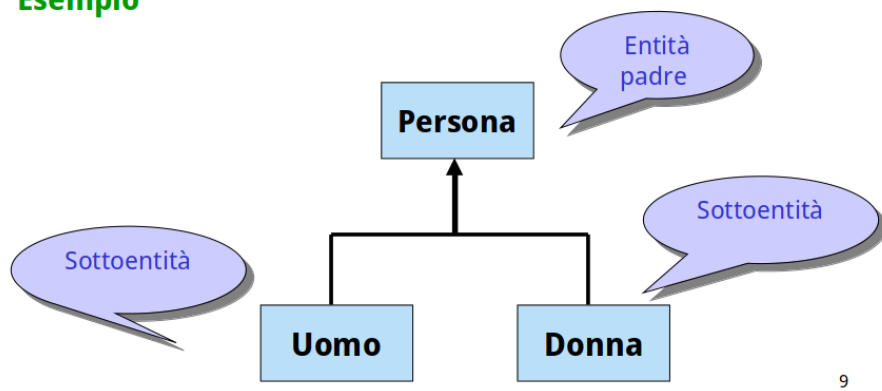 Esempio
Entità
padre
Persona
Sottoentità
Sottoentità
Uomo
Donna
9